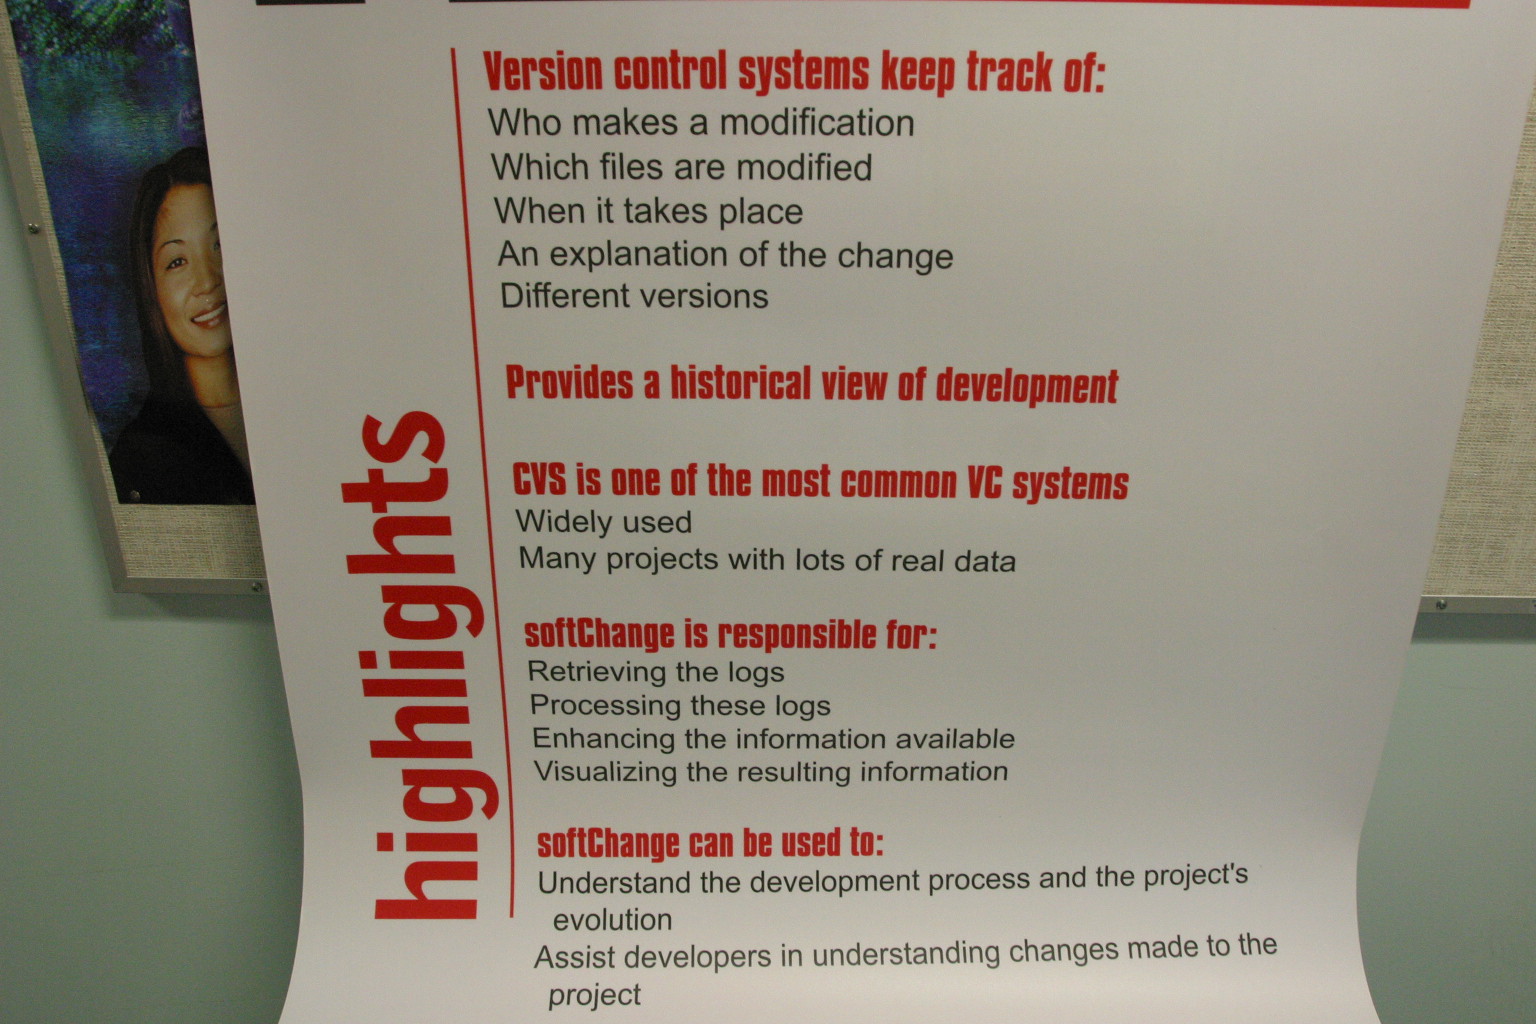 Version control systems keep track of:
Who makes a modification
Which files are modified
When it takes place
An explanation of the change
Different versions
Provides a historical view of development
CVS is one of the most common VC systems
Widely used
Many projects with lots of real data
softChange is responsible for:
Retrieving the logs
Processing these logs
Enhancing the information available
Visualizing the resulting information
softChange can be used to:
Understand the development process and the project's
evolution
Assist developers in understanding changes made to the
project
highlights